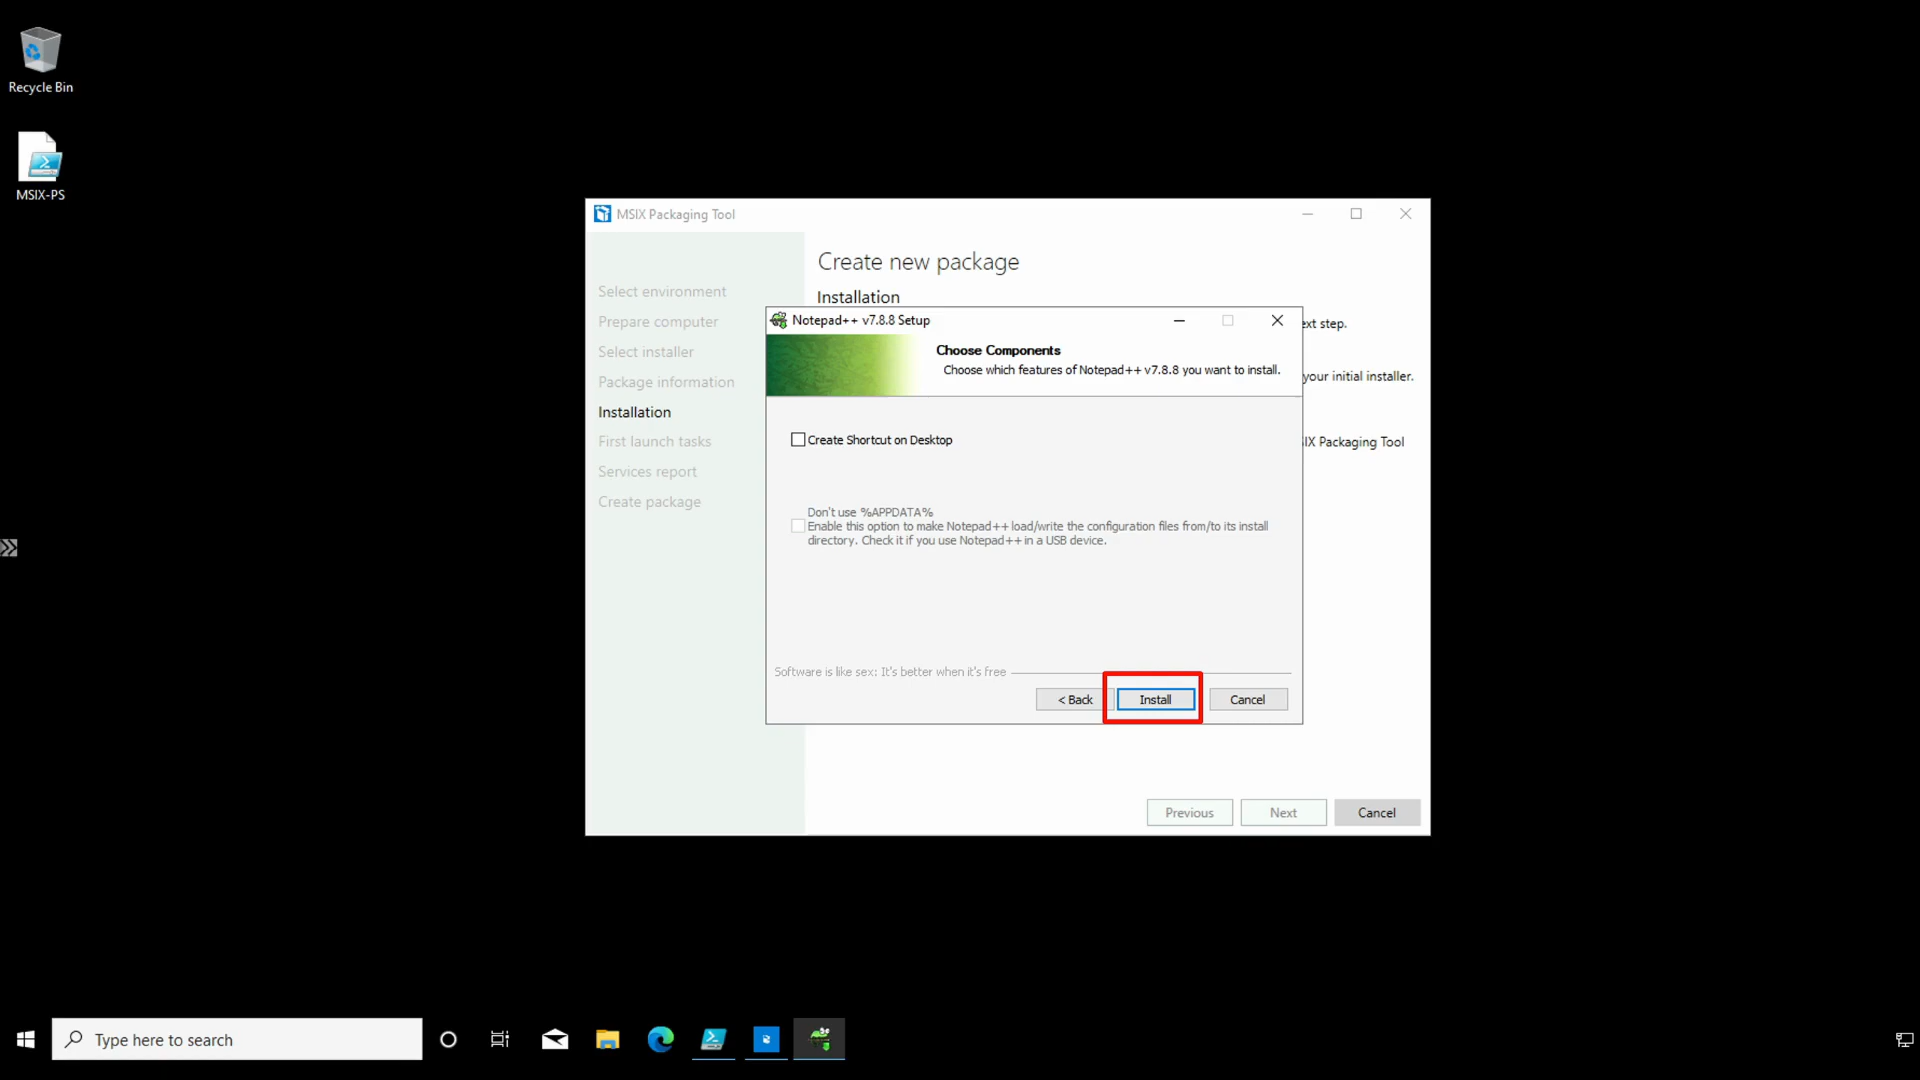 Recycle Bin
MSIX-PS
MSIX Packaging Tool
Create new package
Select environment
Prepare computer
Select installer
Package information
Installation
First launch tasks
Services report
Create package
Installation
ext step.
your initial installer.
IX Packaging Tool
Notepad++ v7.8.8 Setup
Choose Components
Choose which features of Notepad++ v7.8.8 you want to install.
Create Shortcut on Desktop
Don't use %APPDATA%
Enable this option to make Notepad++ load/write the configuration files from/to its install
directory. Check it if you use Notepad++ in a USB device.
Software is like sex: It's better when it's free
< Back
Install
Cancel
Previous
Next
Cancel
Type here to search